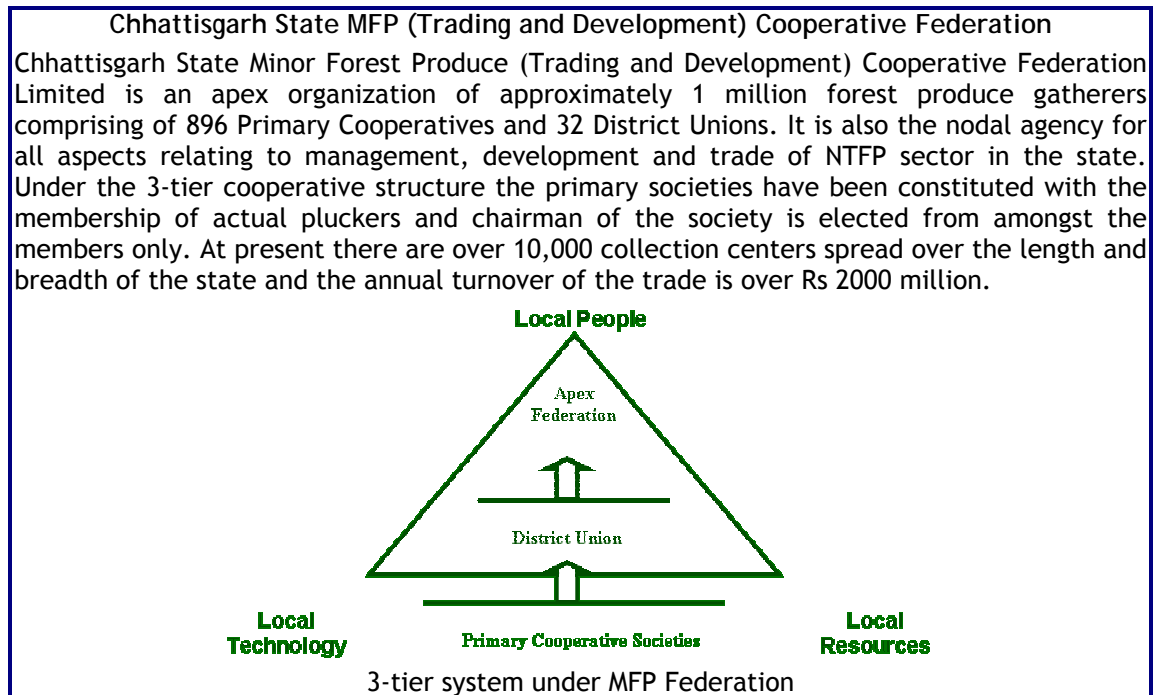 Chhattisgarh State MFP (Trading and Development) Cooperative Federation
Chhattisgarh State Minor Forest Produce (Trading and Development) Cooperative Federation
Limited is an apex organization of approximately 1 million forest produce gatherers
comprising of 896 Primary Cooperatives and 32 District Unions. It is also the nodal agency for
all aspects relating to management, development and trade of NTFP sector in the state.
Under the 3-tier cooperative structure the primary societies have been constituted with the
membership of actual pluckers and chairman of the society is elected from amongst the
members only. At present there are over 10,000 collection centers spread over the length and
breadth of the state and the annual turnover of the trade is over Rs 2000 million.
Local People
Apex
Federation
District Union
Local
Technology
Primary Cooperative Societies
Local
Resources
3-tier system under MFP Federation